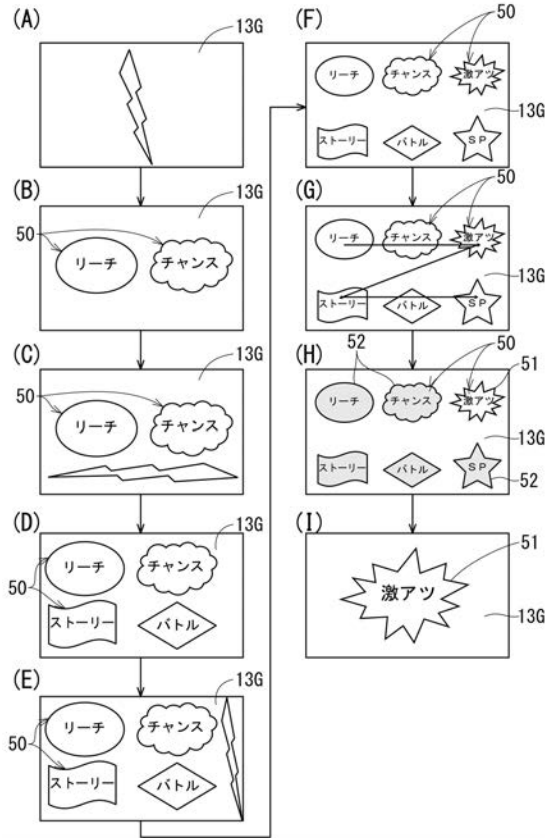 (A)
13G
(B)
13G
50
リーチ
チャンス
(C)
13G
50
リーチ
チャンス
(D)
13G
50
リーチ
チャンス
ストーリー
バトル
(E)
13G
50
リーチ
チャンス
ストーリー
バトル
(F)
50
リーチ
チャンス
激アツ
13G
ストーリー
バトル
SP
(G)
50
リーチ
チャンス
激アツ
13G
ストーリー
バトル
SP
(H)
52
50
51
リーチ
チャンス
激アツ
13G
ストーリー
バトル
SP
52
(I)
51
激アツ
13G